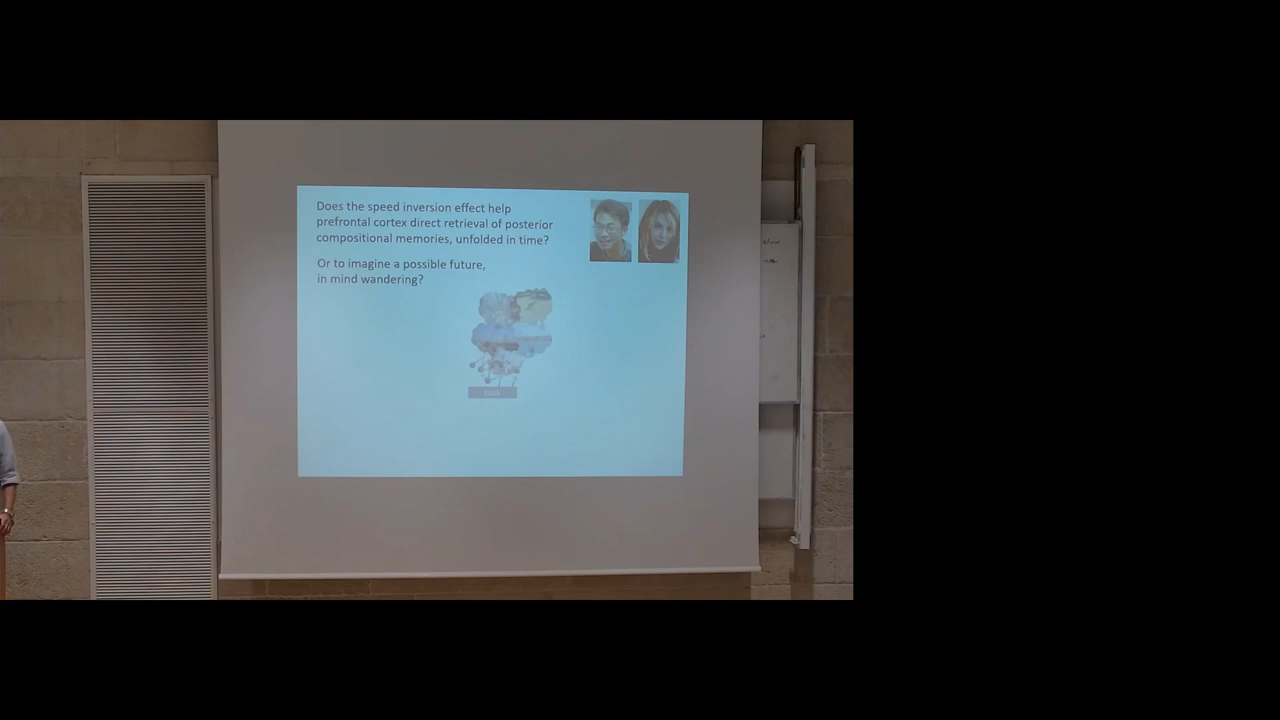 Does the speed inversion effect help
prefrontal cortex direct retrieval of posterior
compositional memories, unfolded in time?
Or to imagine a possible future,
in mind wandering?